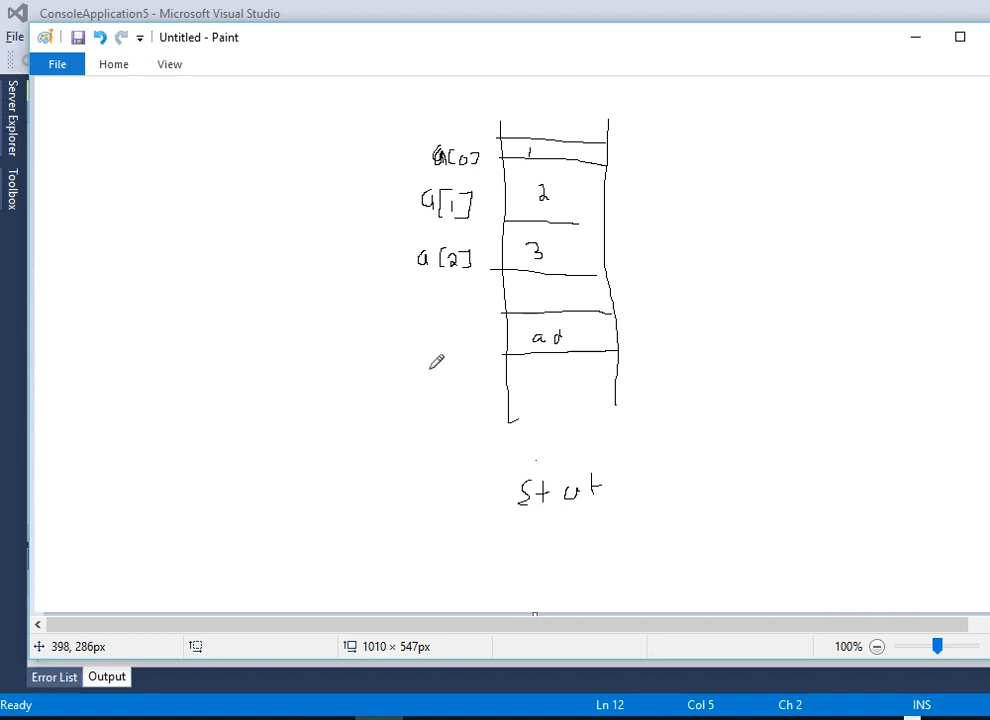 ConsoleApplication5 - Microsoft Visual Studio
File
Untitled - Paint
File Home View
Server Explorer
Toolbox
a[0] 1
a[1] 2
a[2] 3
ad
398, 286px 1010 × 547px 100%
Error List Output
Ready Ln 12 Col 5 Ch 2 INS